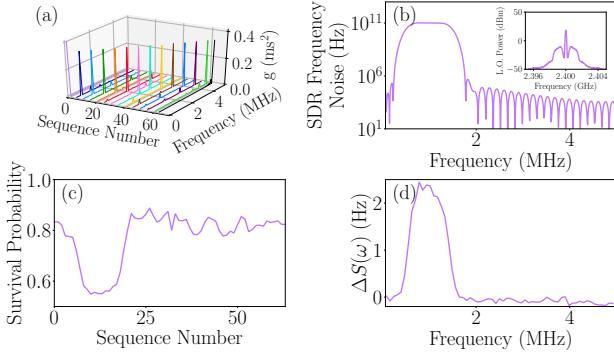 (a)
0.4
0.2
0.0
g (ms²)
0
20
40
60
Sequence Number
0
2
4
Frequency (MHz)
(b)
10¹¹
10⁶
10¹
SDR Frequency
Noise (Hz)
2
4
Frequency (MHz)
L.O. Power (dBm)
50
0
−50
2.396
2.400
2.404
Frequency (GHz)
(c)
1.0
0.8
0.6
Survival Probability
0
25
50
Sequence Number
(d)
2
0
ΔS(ω) (Hz)
2
4
Frequency (MHz)